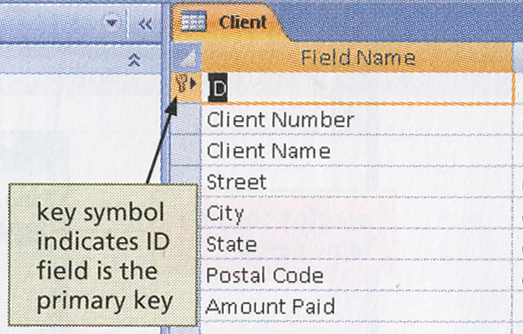 Client
Field Name
ID
Client Number
Client Name
Street
City
State
Postal Code
Amount Paid
key symbol
indicates ID
field is the
primary key